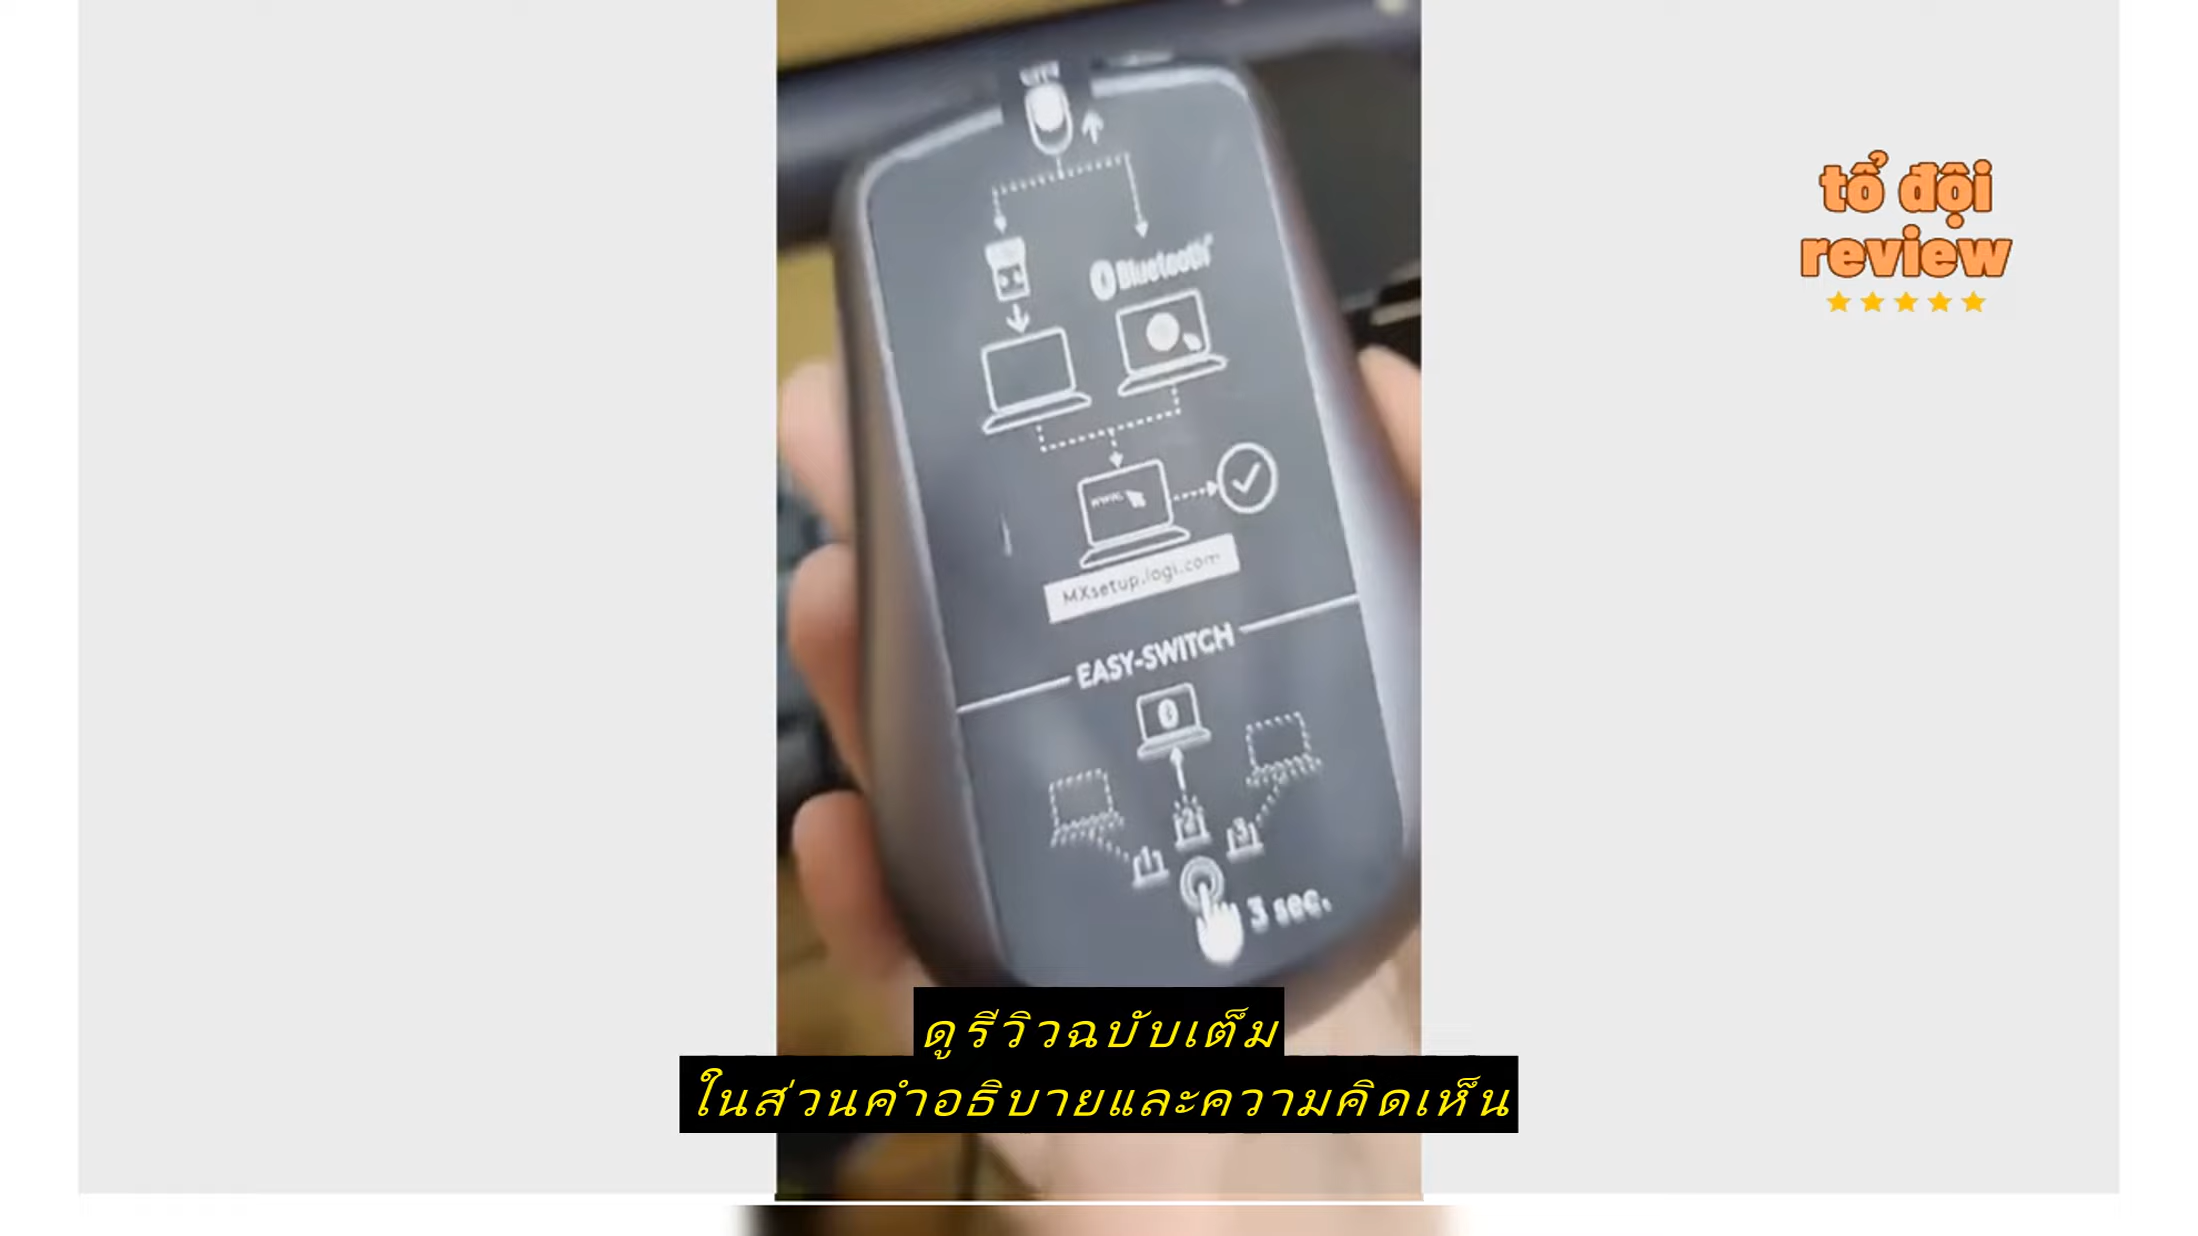 tổ đội
review
Bluetooth
www.
MXsetup.logi.com
EASY-SWITCH
1
2
3
3 sec.
ดูรีวิวฉบับเต็ม
ในส่วนคำอธิบายและความคิดเห็น